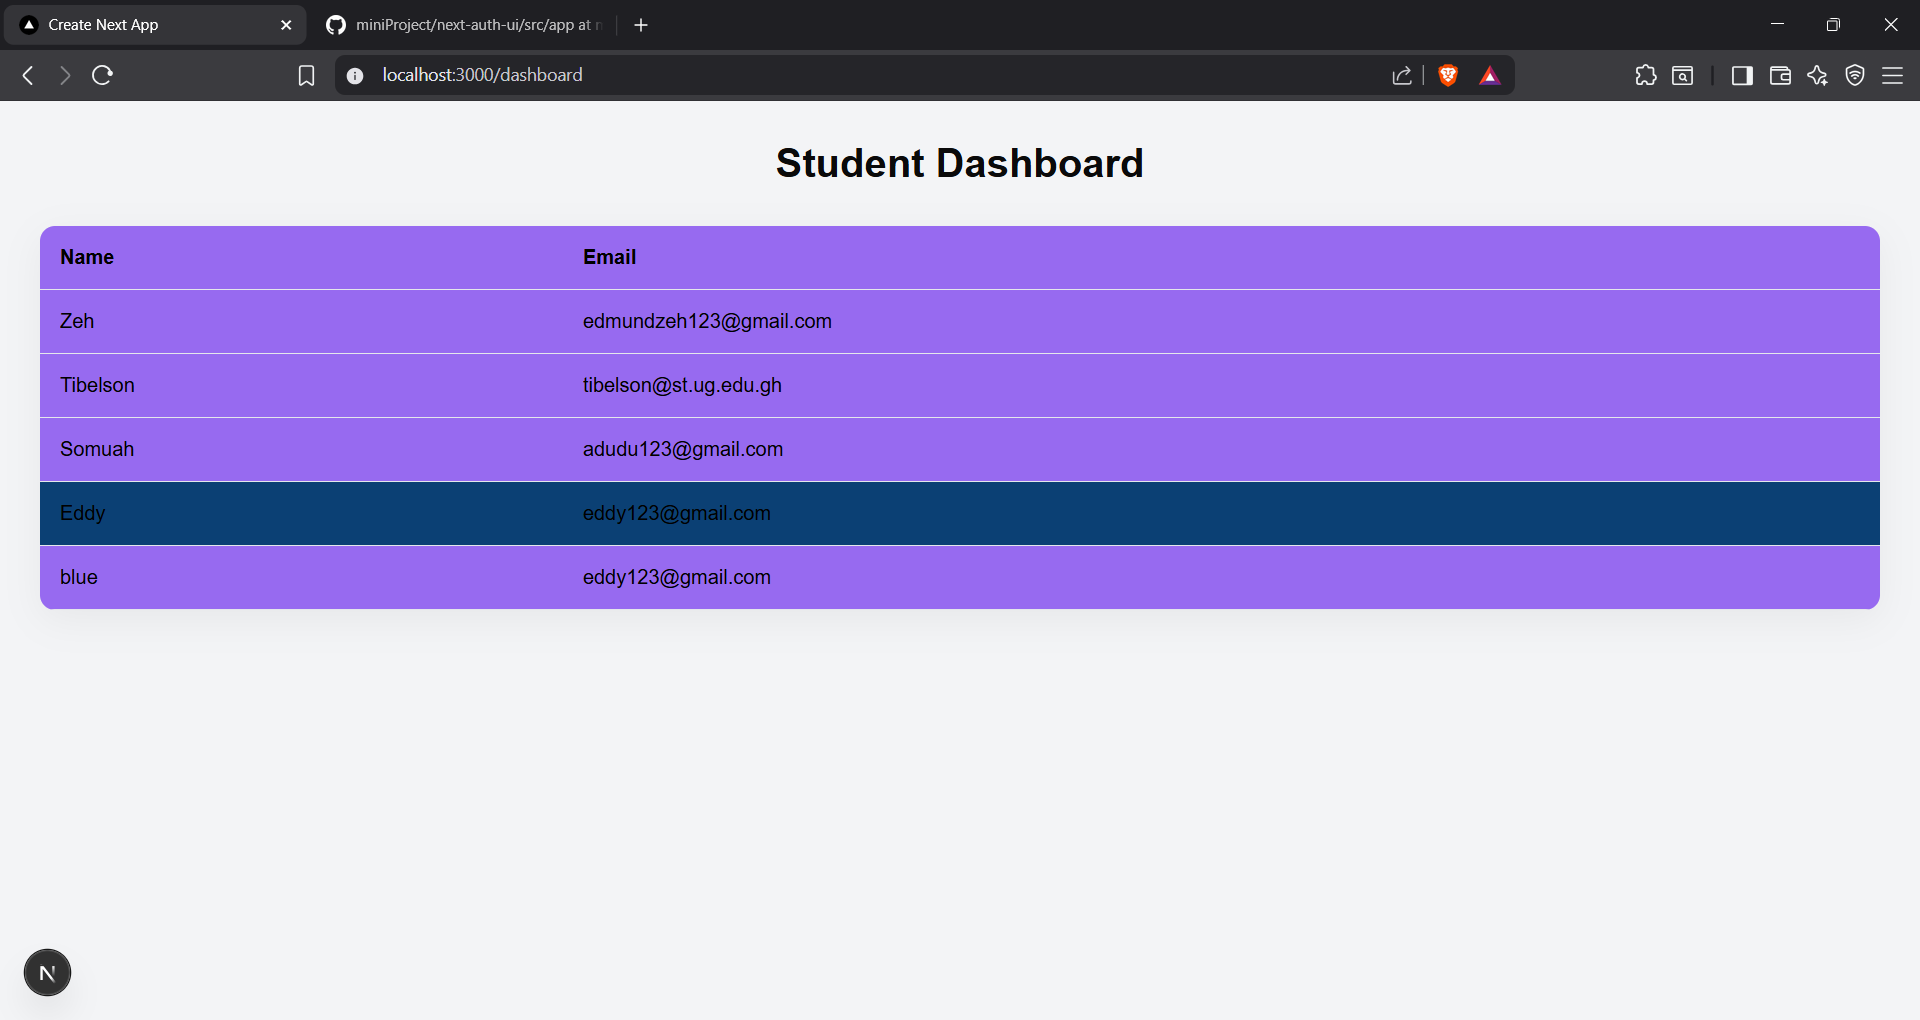 Create Next App
miniProject/next-auth-ui/src/app at
localhost:3000/dashboard
Student Dashboard
Name Email
Zeh edmundzeh123@gmail.com
Tibelson tibelson@st.ug.edu.gh
Somuah adudu123@gmail.com
Eddy eddy123@gmail.com
blue eddy123@gmail.com
N